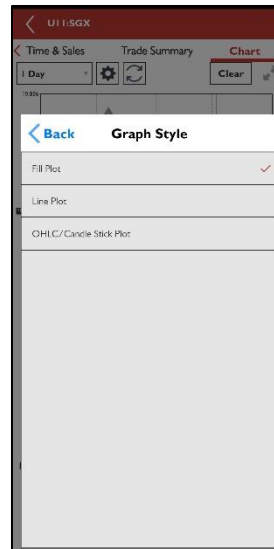 U11:SGX
Time & Sales Trade Summary Chart
1 Day Clear
Back Graph Style
Fill Plot
Line Plot
OHLC/Candle Stick Plot